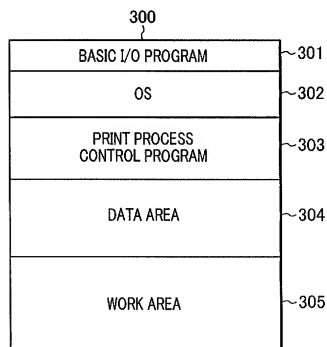 300
BASIC I/O PROGRAM
301
OS
302
PRINT PROCESS
CONTROL PROGRAM
303
DATA AREA
304
WORK AREA
305